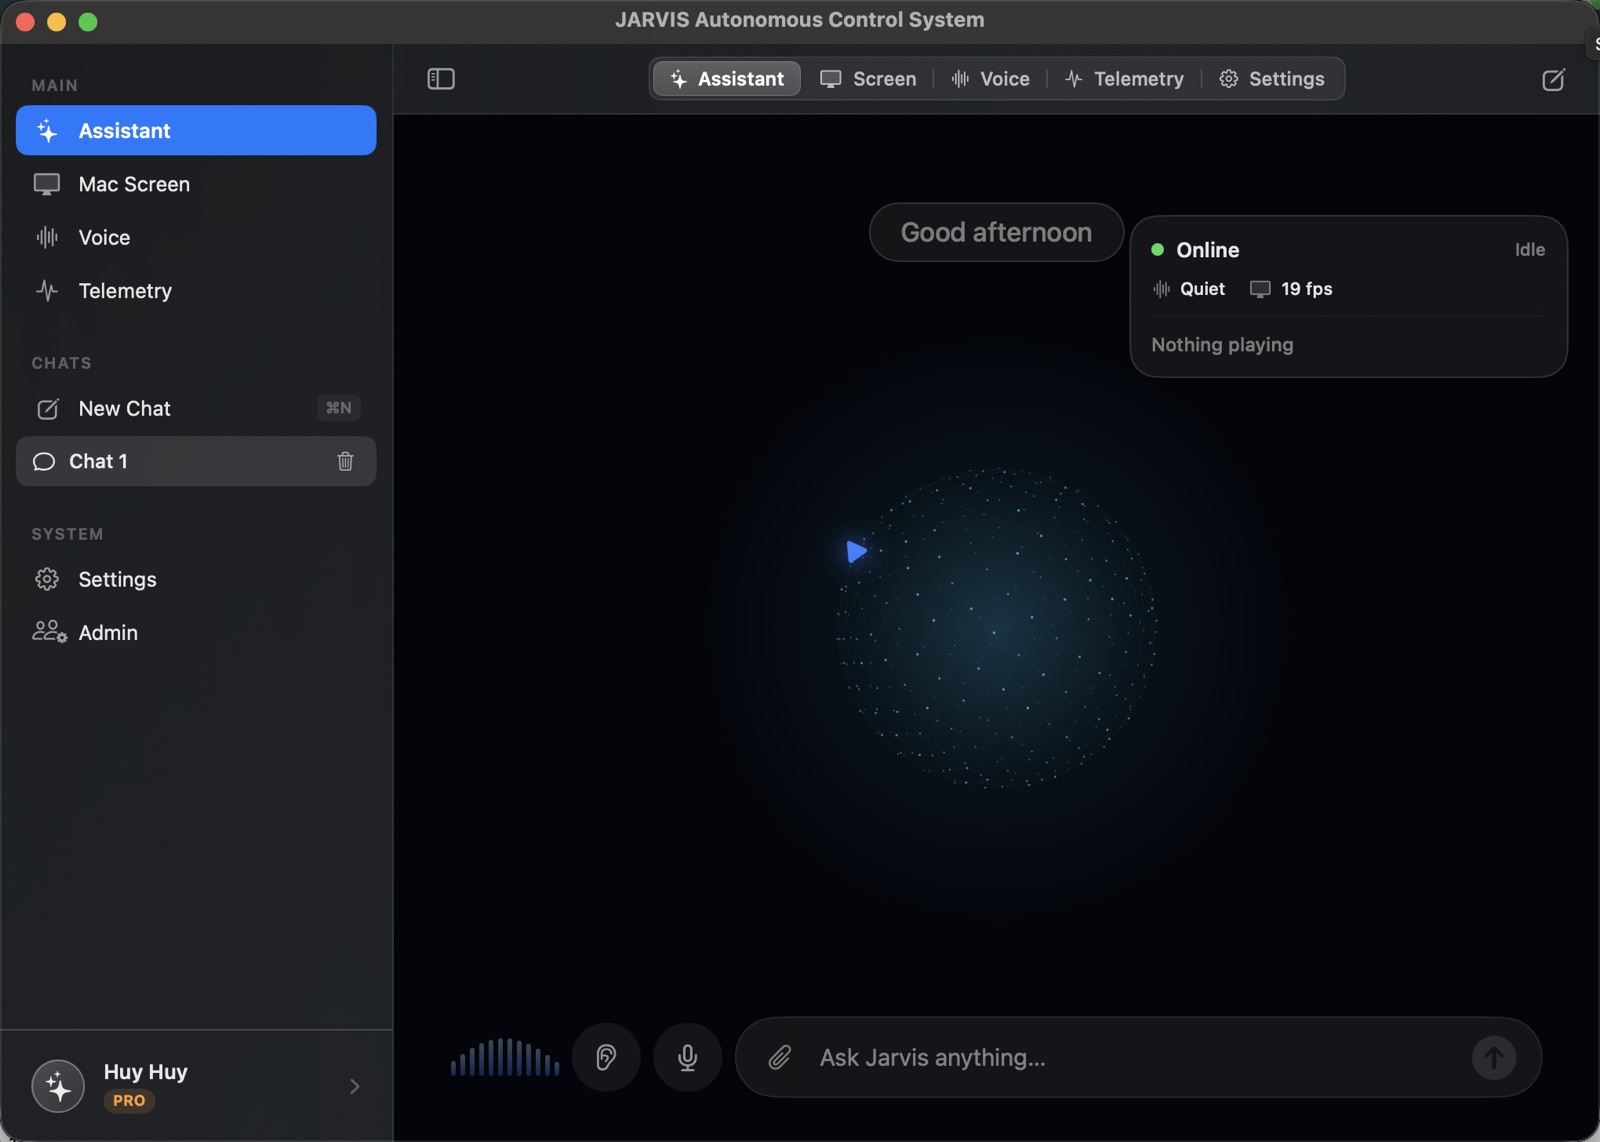 JARVIS Autonomous Control System
MAIN
Assistant
Mac Screen
Voice
Telemetry
CHATS
New Chat ⌘N
Chat 1
SYSTEM
Settings
Admin
Huy Huy
PRO
Assistant Screen Voice Telemetry Settings
Good afternoon
Online Idle
Quiet 19 fps
Nothing playing
Ask Jarvis anything...